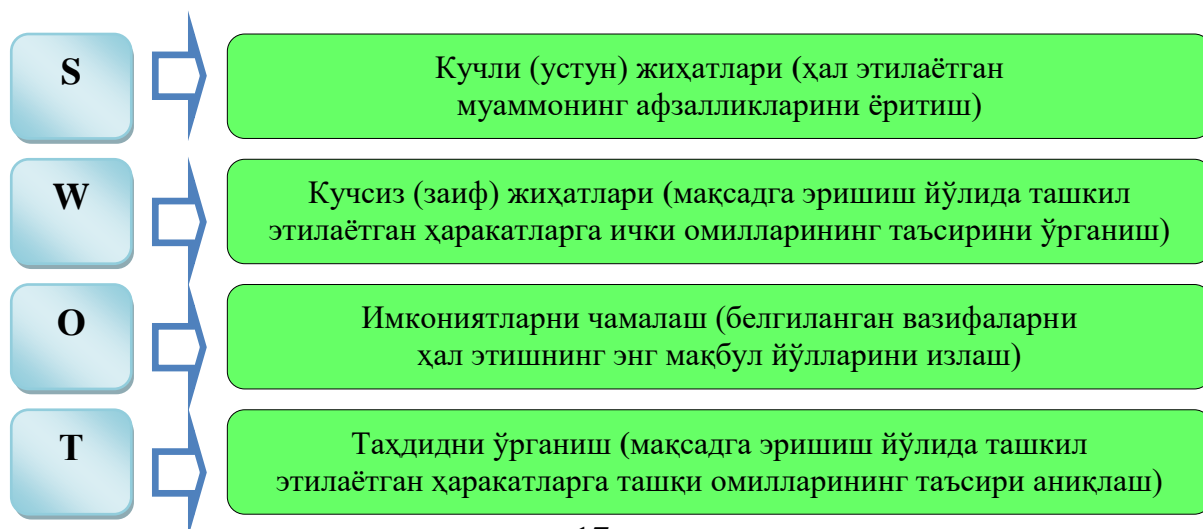 S
Кучли (устун) жиҳатлари (ҳал этилаётган
муаммонинг афзалликларини ёритиш)
W
Кучсиз (заиф) жиҳатлари (мақсадга эришиш йўлида ташкил
этилаётган ҳаракатларга ички омилларининг таъсирини ўрганиш)
O
Имкониятларни чамалаш (белгиланган вазифаларни
ҳал этишнинг энг мақбул йўлларини излаш)
T
Таҳдидни ўрганиш (мақсадга эришиш йўлида ташкил
этилаётган ҳаракатларга ташқи омилларининг таъсири аниқлаш)